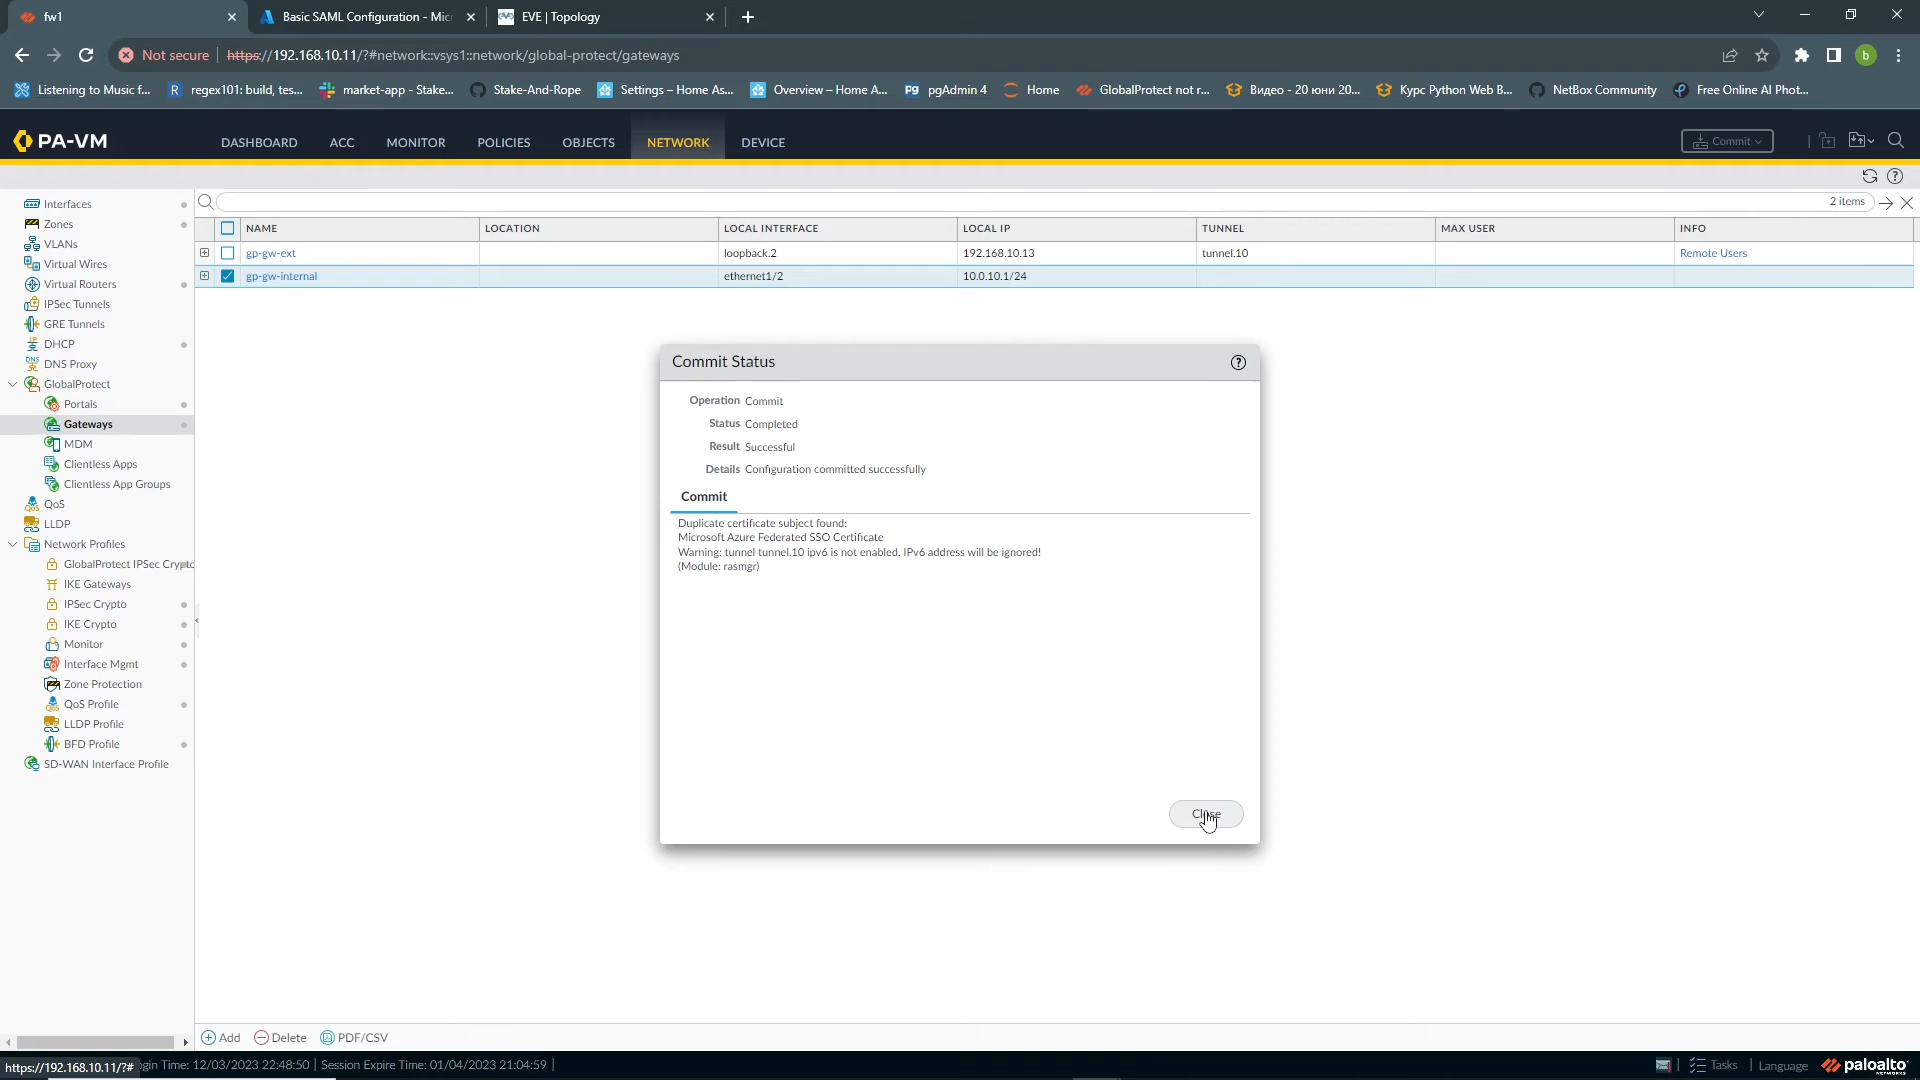 fw1
Basic SAML Configuration - Micr
EVE | Topology
Not secure
https://192.168.10.11/?#network::vsys1::network/global-protect/gateways
b
Listening to Music f...
regex101: build, tes...
market-app - Stake...
Stake-And-Rope
Settings – Home As...
Overview – Home A...
pgAdmin 4
Home
GlobalProtect not r...
Видео - 20 юни 20...
Курс Python Web B...
NetBox Community
Free Online AI Phot...
PA-VM
DASHBOARD
ACC
MONITOR
POLICIES
OBJECTS
NETWORK
DEVICE
Commit
2 items
Interfaces
Zones
VLANs
Virtual Wires
Virtual Routers
IPSec Tunnels
GRE Tunnels
DHCP
DNS Proxy
GlobalProtect
Portals
Gateways
MDM
Clientless Apps
Clientless App Groups
QoS
LLDP
Network Profiles
GlobalProtect IPSec Crypto
IKE Gateways
IPSec Crypto
IKE Crypto
Monitor
Interface Mgmt
Zone Protection
QoS Profile
LLDP Profile
BFD Profile
SD-WAN Interface Profile
NAME LOCATION LOCAL INTERFACE LOCAL IP TUNNEL MAX USER INFO
gp-gw-ext loopback.2 192.168.10.13 tunnel.10 Remote Users
gp-gw-internal ethernet1/2 10.0.10.1/24
Commit Status
Operation Commit
Status Completed
Result Successful
Details Configuration committed successfully
Commit
Duplicate certificate subject found:
Microsoft Azure Federated SSO Certificate
Warning: tunnel tunnel.10 ipv6 is not enabled. IPv6 address will be ignored!
(Module: rasmgr)
Close
Add
Delete
PDF/CSV
https://192.168.10.11/?#
gin Time: 12/03/2023 22:48:50 | Session Expire Time: 01/04/2023 21:04:59 |
Tasks | Language
paloalto
NETWORKS